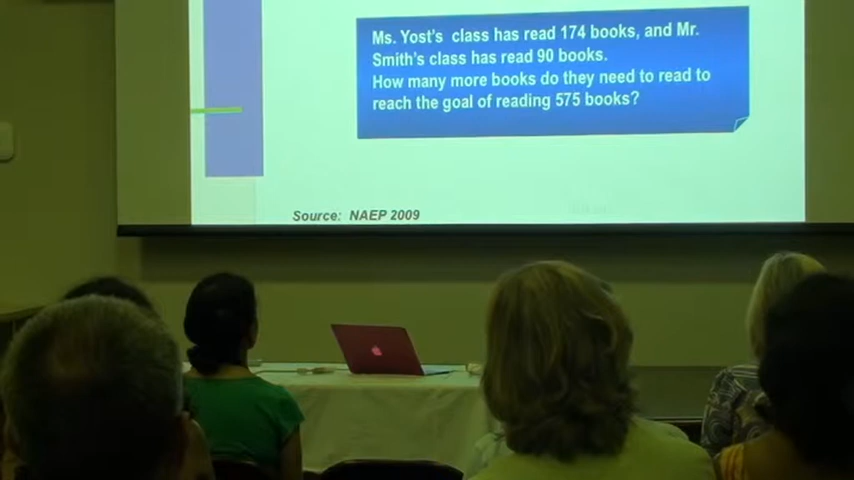 Ms. Yost's class has read 174 books, and Mr.
Smith's class has read 90 books.
How many more books do they need to read to
reach the goal of reading 575 books?
Source: NAEP 2009